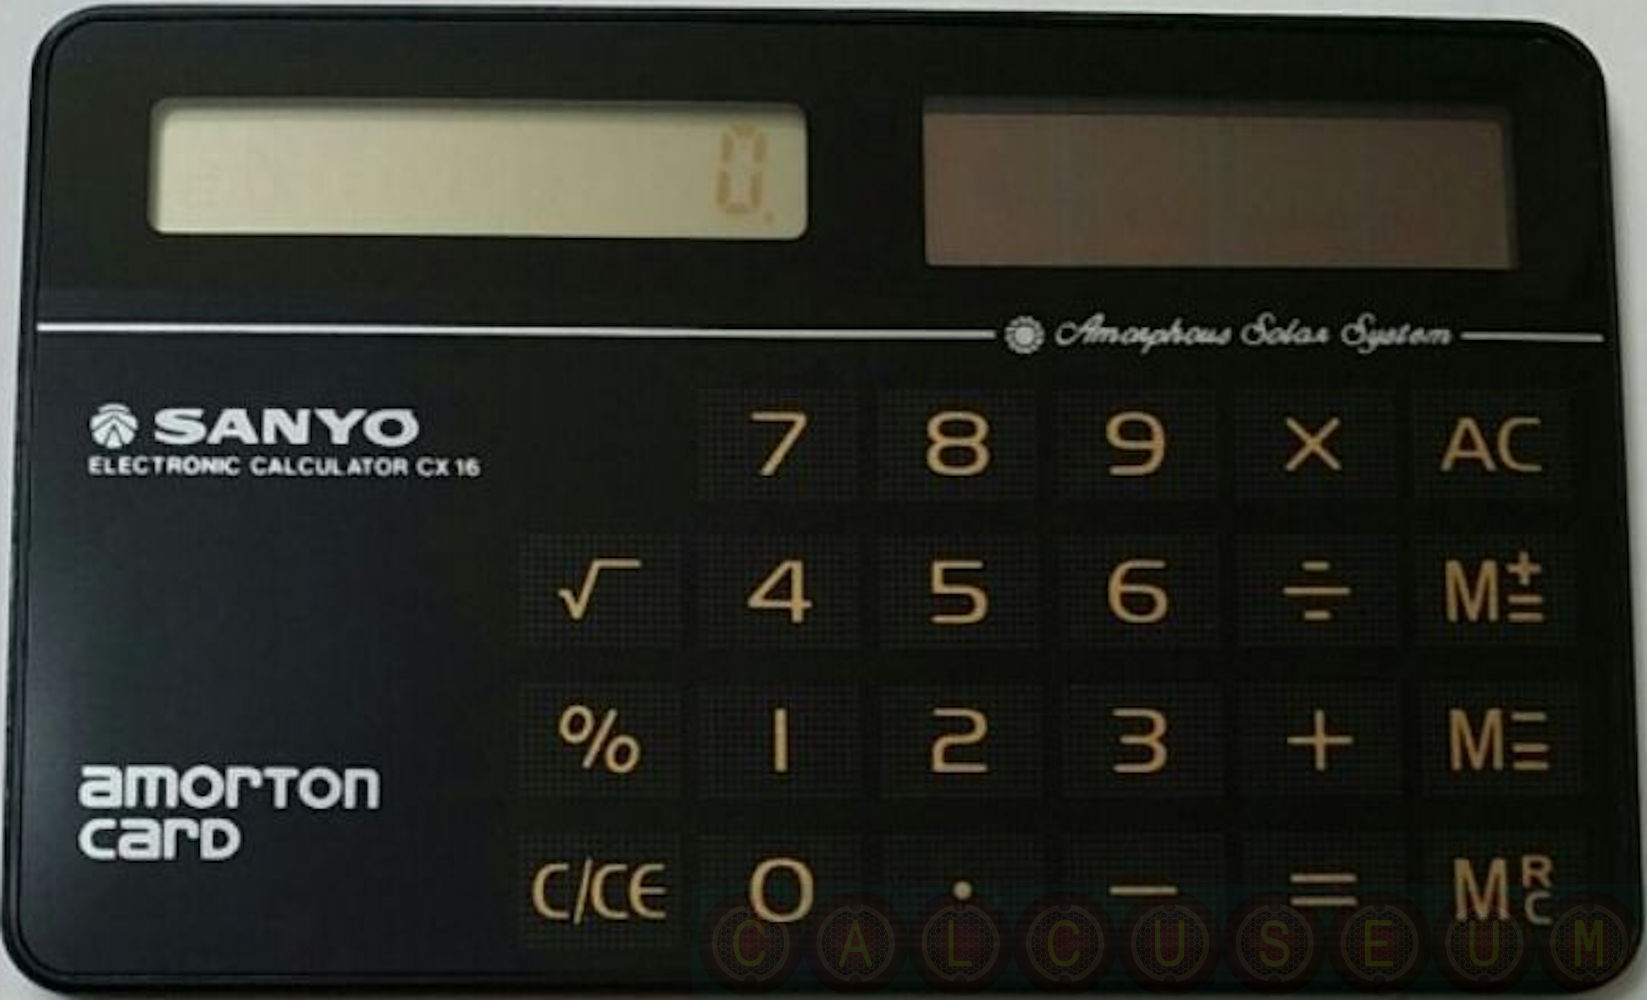 0.
Amorphous Solar System
SANYO
ELECTRONIC CALCULATOR CX 16
7 8 9 × AC
√ 4 5 6 ÷ M±=
% 1 2 3 + M−=
amorton
card
C/CE 0 · − = MRC
CALCUSEUM